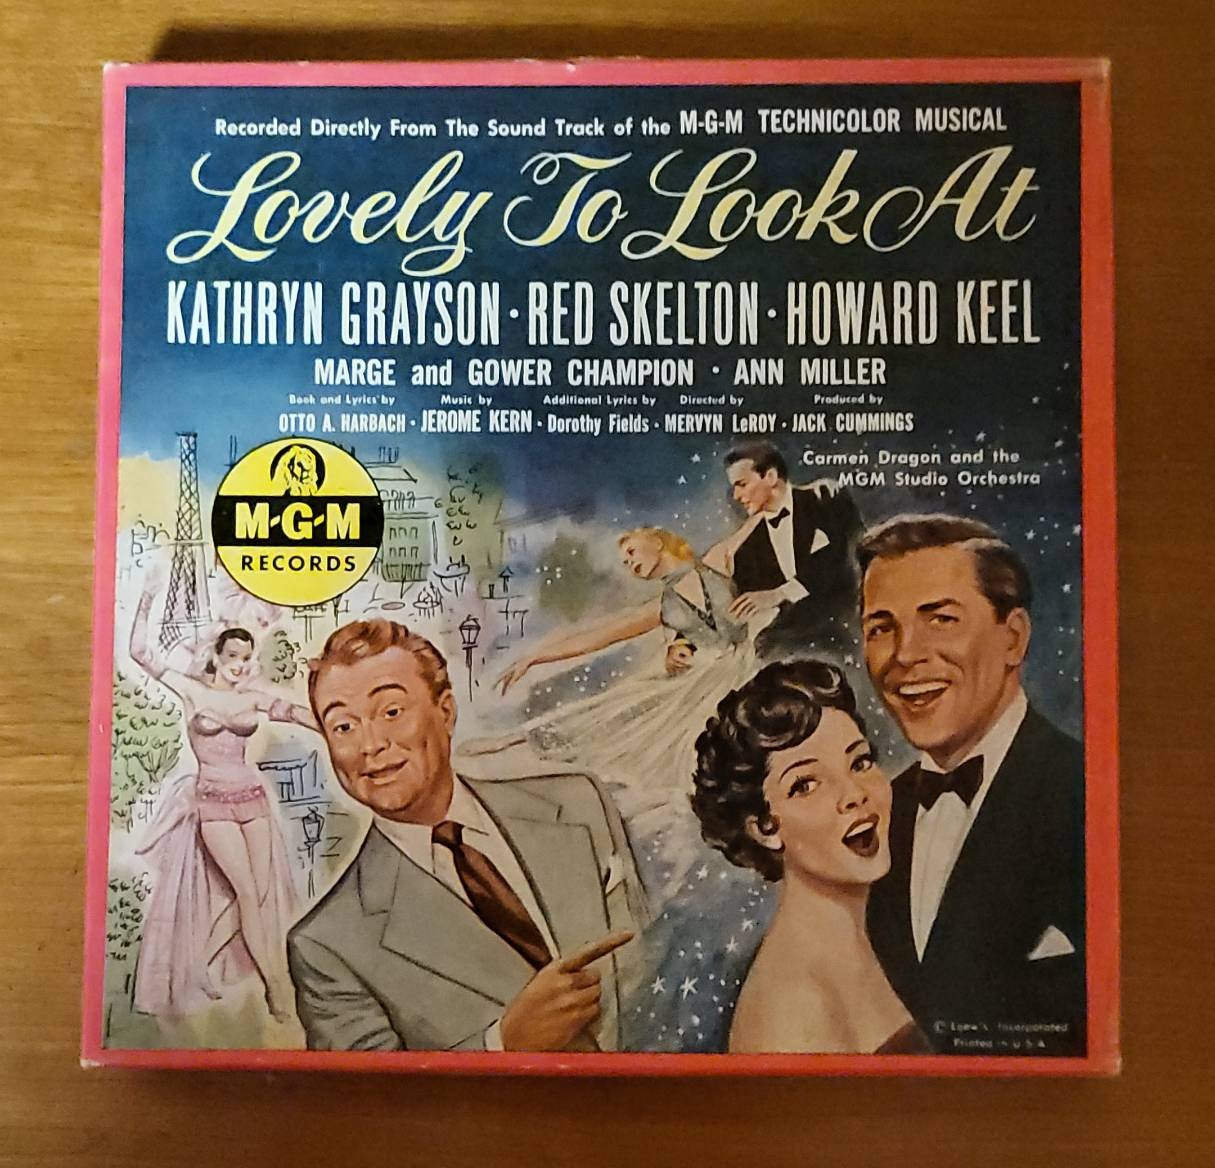 Recorded Directly From The Sound Track of the M-G-M TECHNICOLOR MUSICAL
Lovely To Look At
KATHRYN GRAYSON · RED SKELTON · HOWARD KEEL
MARGE and GOWER CHAMPION · ANN MILLER
Book and Lyrics by Music by Additional Lyrics by Directed by Produced by
OTTO A. HARBACH · JEROME KERN · Dorothy Fields · MERVYN LeROY · JACK CUMMINGS
Carmen Dragon and the
MGM Studio Orchestra
M-G-M
RECORDS
© Loew's Incorporated
Printed in U S A